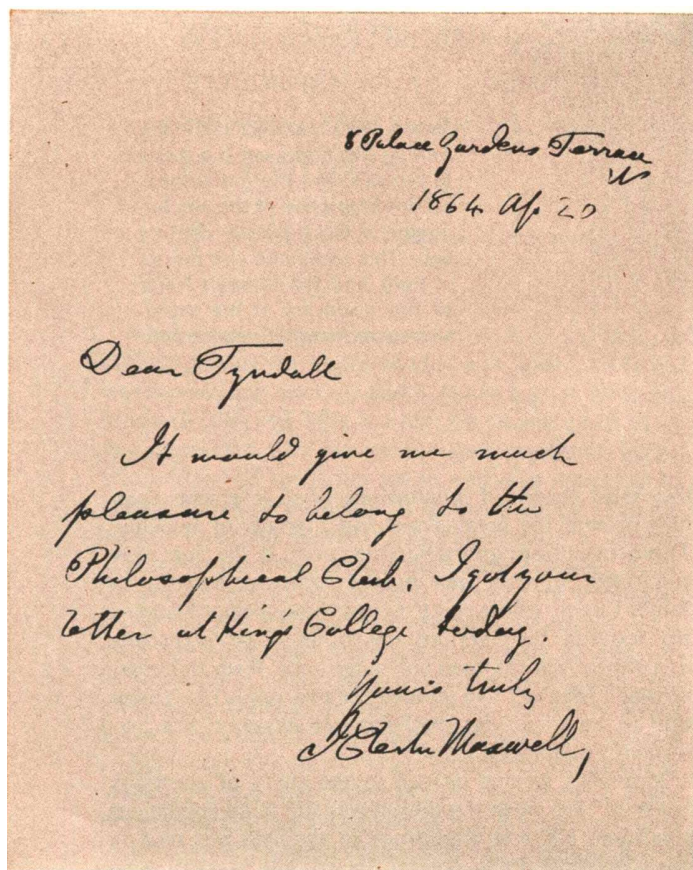 8 Palace Gardens Terrace
W
1864 Ap 20
Dear Tyndall
It would give me much
pleasure to belong to the
Philosophical Club. I got your
letter at King's College today.
Yours truly
J Clerk Maxwell,